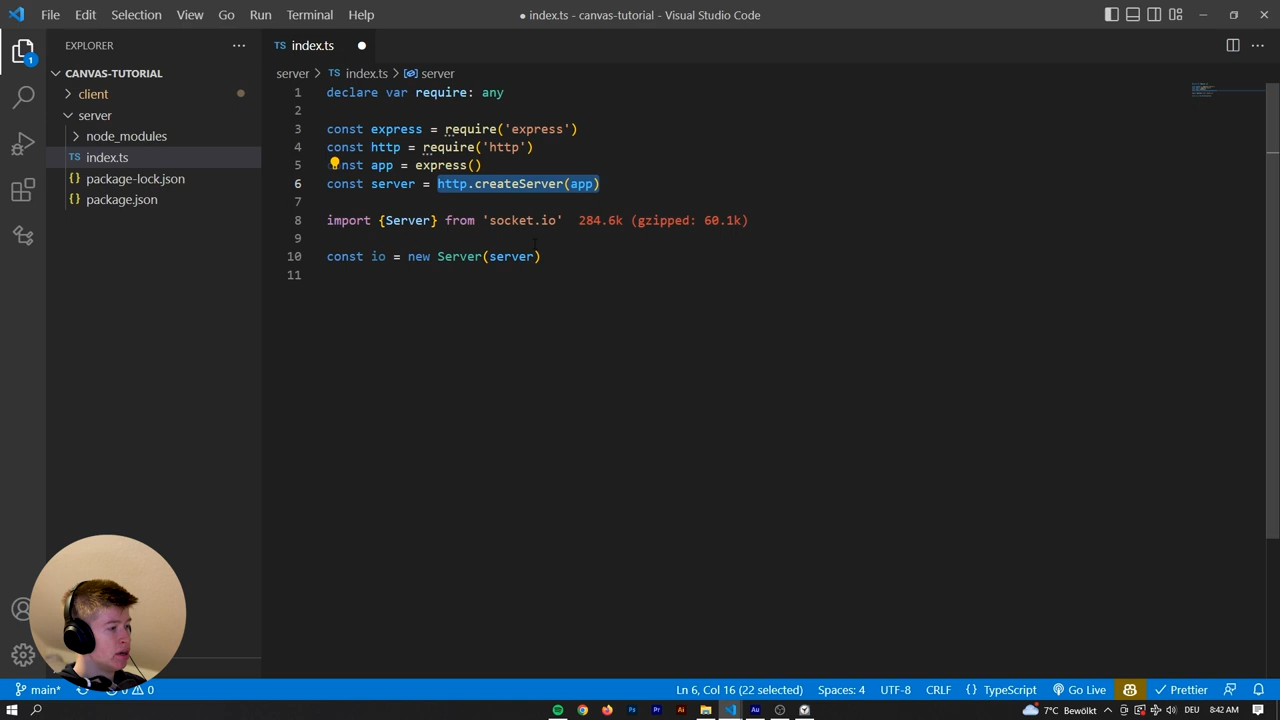 File Edit Selection View Go Run Terminal Help
● index.ts - canvas-tutorial - Visual Studio Code
EXPLORER
index.ts
server > index.ts > server
CANVAS-TUTORIAL
client
server
node_modules
TS index.ts
{} package-lock.json
{} package.json
1 declare var require: any
2
3 const express = require('express')
4 const http = require('http')
5 nst app = express()
6 const server = http.createServer(app)
7
8 import {Server} from 'socket.io' 284.6k (gzipped: 60.1k)
9
10 const io = new Server(server)
11
main* 0 0 Ln 6, Col 16 (22 selected) Spaces: 4 UTF-8 CRLF {} TypeScript Go Live Prettier
7°C Bewölkt DEU 8:42 AM